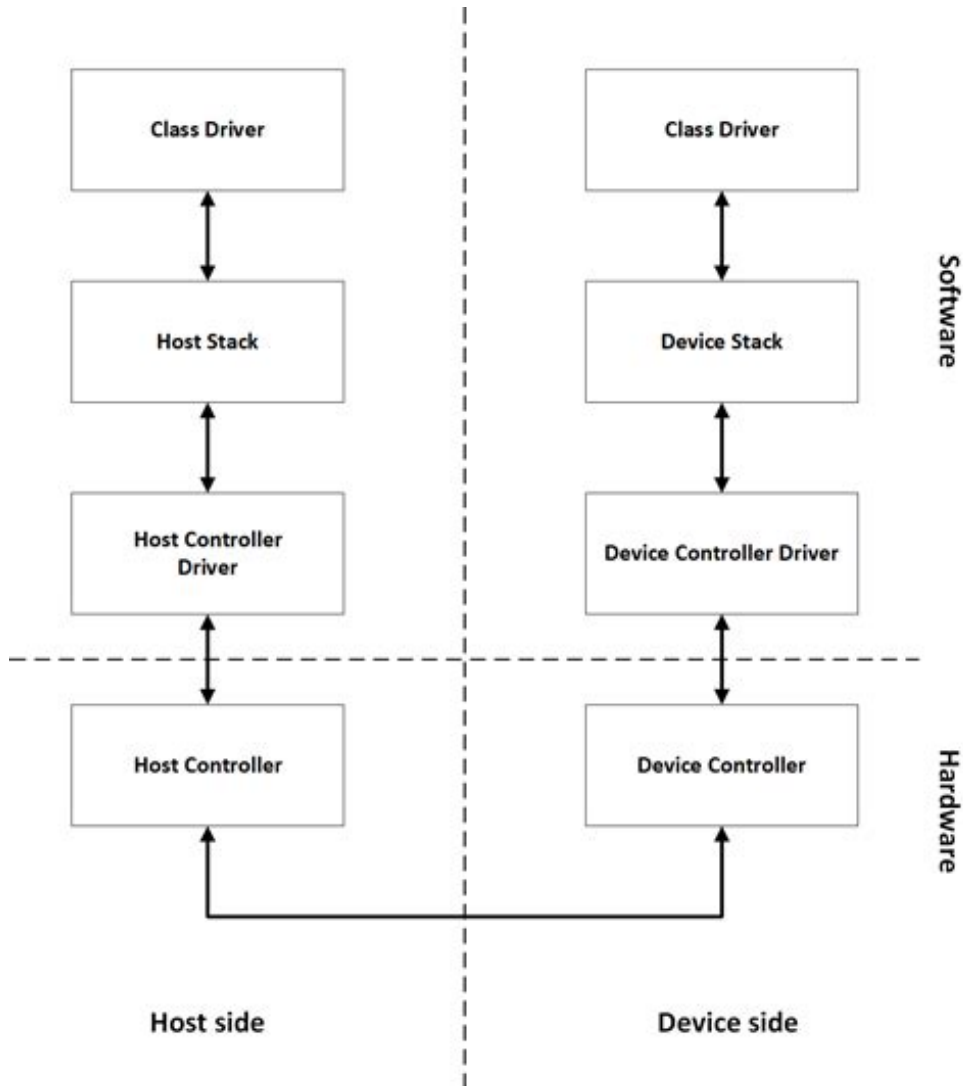 Class Driver
Class Driver
Host Stack
Device Stack
Software
Host Controller
Driver
Device Controller Driver
Host Controller
Device Controller
Hardware
Host side
Device side